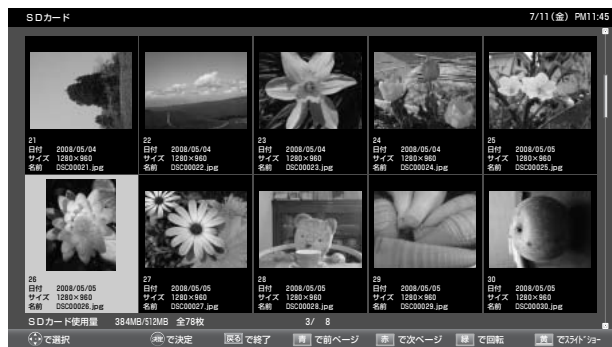 SDカード 7/11(金) PM11:45
21
日付 2008/05/04
サイズ 1280×960
名前 DSC00021.jpg
22
日付 2008/05/04
サイズ 1280×960
名前 DSC00022.jpg
23
日付 2008/05/04
サイズ 1280×960
名前 DSC00023.jpg
24
日付 2008/05/04
サイズ 1280×960
名前 DSC00024.jpg
25
日付 2008/05/05
サイズ 1280×960
名前 DSC00025.jpg
26
日付 2008/05/05
サイズ 1280×960
名前 DSC00026.jpg
27
日付 2008/05/05
サイズ 1280×960
名前 DSC00027.jpg
28
日付 2008/05/05
サイズ 1280×960
名前 DSC00028.jpg
29
日付 2008/05/05
サイズ 1280×960
名前 DSC00029.jpg
30
日付 2008/05/05
サイズ 1280×960
名前 DSC00030.jpg
SDカード使用量 384MB/512MB 全78枚 3/ 8
で選択 決定 で決定 戻る で終了 青 で前ページ 赤 で次ページ 緑 で回転 黄 でスライドショー